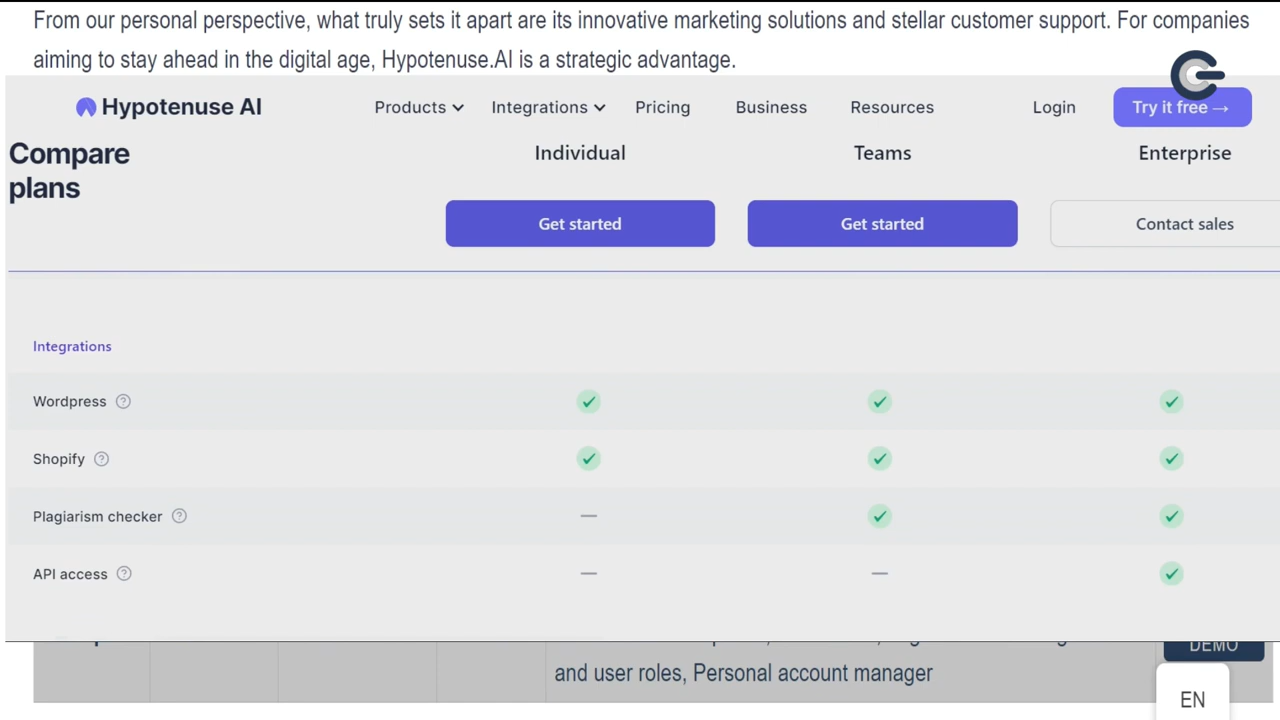 From our personal perspective, what truly sets it apart are its innovative marketing solutions and stellar customer support. For companies
aiming to stay ahead in the digital age, Hypotenuse.AI is a strategic advantage.
Hypotenuse AI Products Integrations Pricing Business Resources Login Try it free →
Compare
plans
Individual Teams Enterprise
Get started Get started Contact sales
Integrations
Wordpress ?
Shopify ?
Plagiarism checker ?
API access ?
DEMO
and user roles, Personal account manager
EN